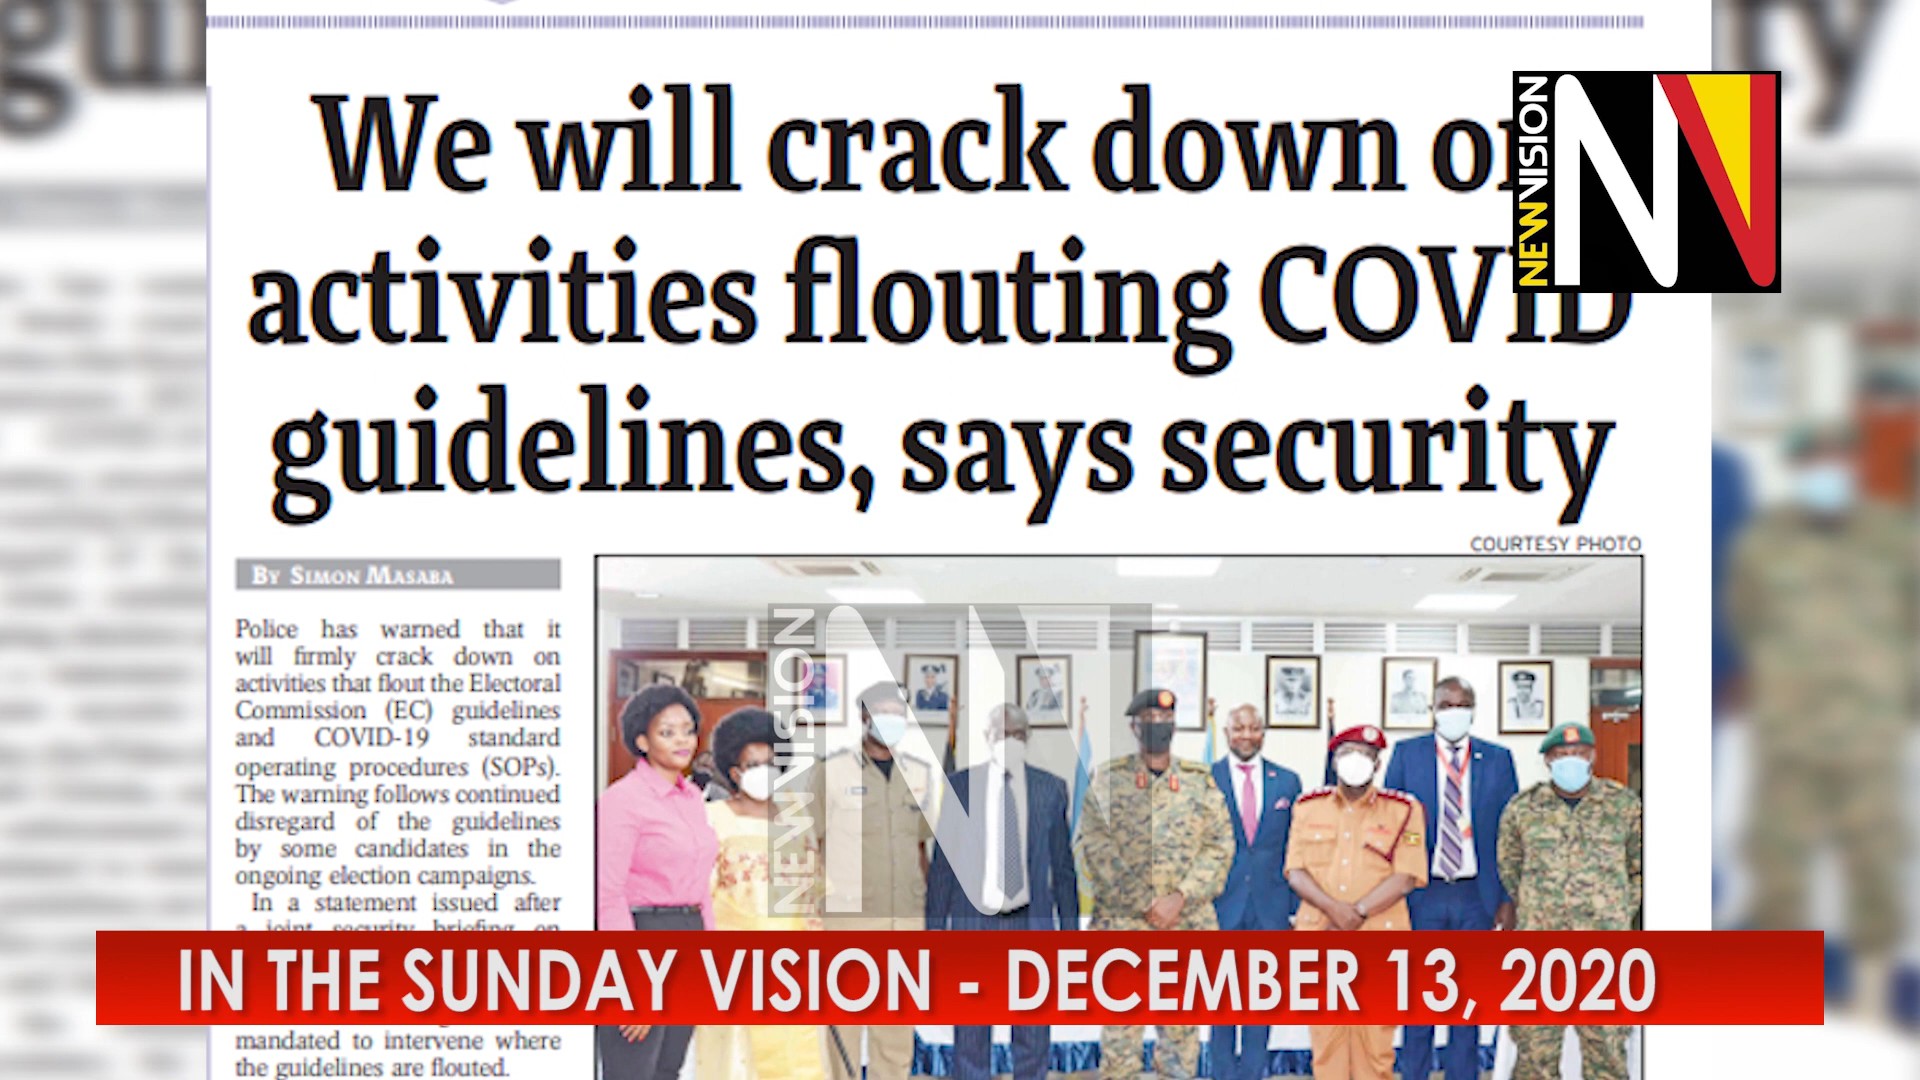 We will crack down on
activities flouting COVID
guidelines, says security
COURTESY PHOTO
BY SIMON MASABA
Police has warned that it
will firmly crack down on
activities that flout the Electoral
Commission (EC) guidelines
and COVID-19 standard
operating procedures (SOPs).
The warning follows continued
disregard of the guidelines
by some candidates in the
ongoing election campaigns.
In a statement issued after
a joint security briefing on
mandated to intervene where
the guidelines are flouted.
NEW VISION
NEW VISION
IN THE SUNDAY VISION - DECEMBER 13, 2020